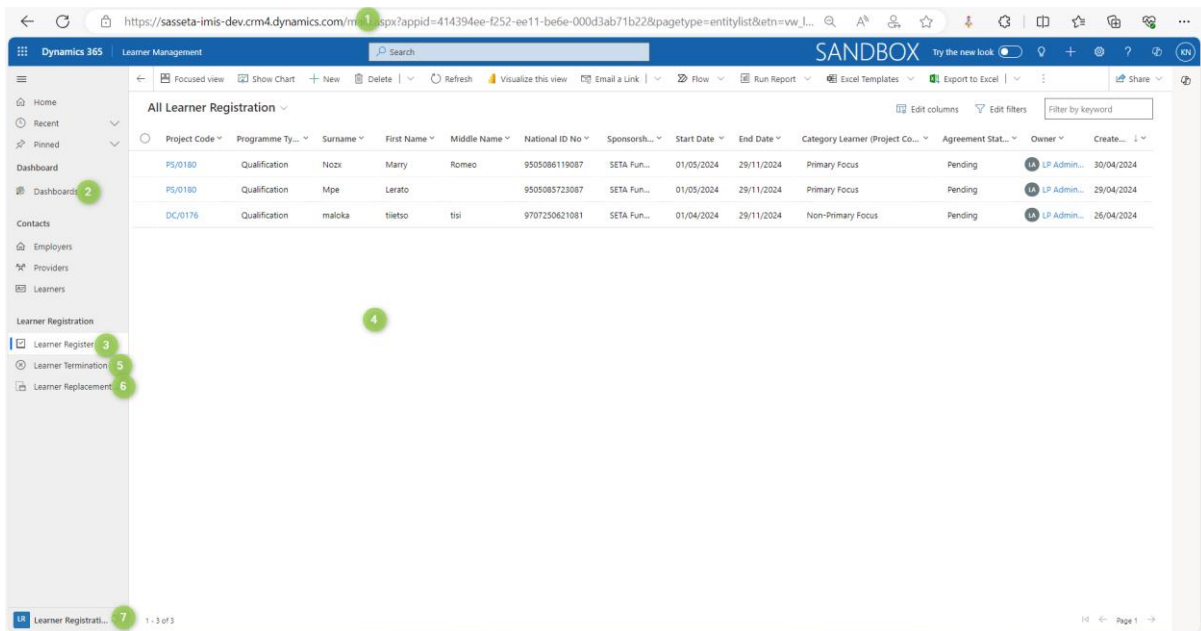 https://sasseta-imis-dev.crm4.dynamics.com/m 1 .aspx?appid=414394ee-f252-ee11-be6e-000d3ab71b22&pagetype=entitylist&etn=vw_l...
Dynamics 365 Learner Management Search SANDBOX Try the new look KN
Focused view Show Chart New Delete Refresh Visualize this view Email a Link Flow Run Report Excel Templates Export to Excel Share
Home
Recent
Pinned
Dashboard
Dashboards 2
Contacts
Employers
Providers
Learners
Learner Registration
Learner Register 3
Learner Termination 5
Learner Replacement 6
LR Learner Registrati... 7
All Learner Registration Edit columns Edit filters Filter by keyword
Project Code Programme Ty... Surname First Name Middle Name National ID No Sponsorsh... Start Date End Date Category Learner (Project Co... Agreement Stat... Owner Create...
PS/0180 Qualification Nozx Marry Romeo 9505086119087 SETA Fun... 01/05/2024 29/11/2024 Primary Focus Pending LA LP Admin... 30/04/2024
PS/0180 Qualification Mpe Lerato 9505085723087 SETA Fun... 01/05/2024 29/11/2024 Primary Focus Pending LA LP Admin... 29/04/2024
DC/0176 Qualification maloka tiietso tisi 9707250621081 SETA Fun... 01/04/2024 29/11/2024 Non-Primary Focus Pending LA LP Admin... 26/04/2024
4
1 - 3 of 3 Page 1